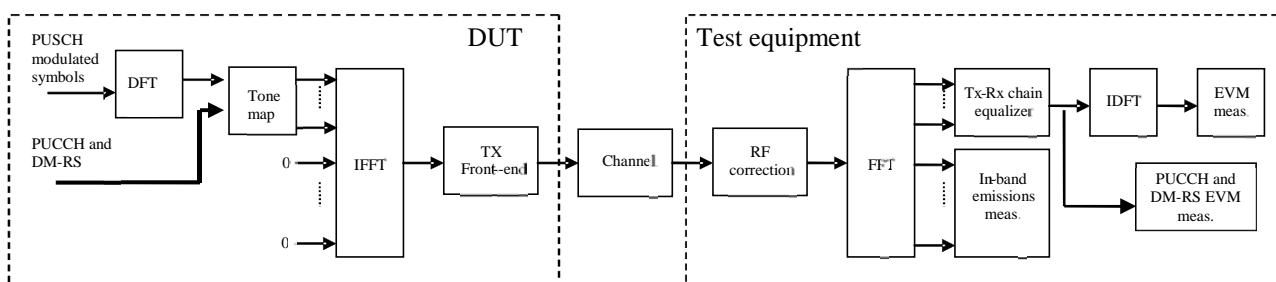 DUT
Test equipment
PUSCH
modulated
symbols
DFT
Tone
map
PUCCH and
DM-RS
0
0
IFFT
TX
Front-end
Channel
RF
correction
FFT
Tx-Rx chain
equalizer
IDFT
EVM
meas.
In-band
emissions
meas.
PUCCH and
DM-RS EVM
meas.